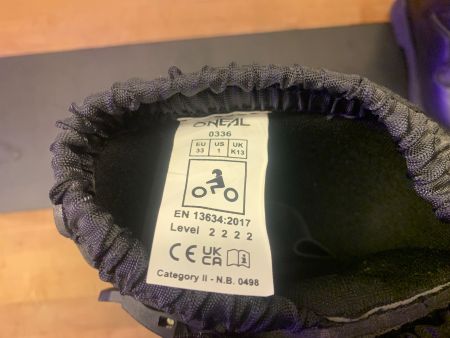 O'NEAL
0336
EU US UK
33 1 K13
EN 13634:2017
Level 2 2 2 2
CE UK CA
Category II - N.B. 0498